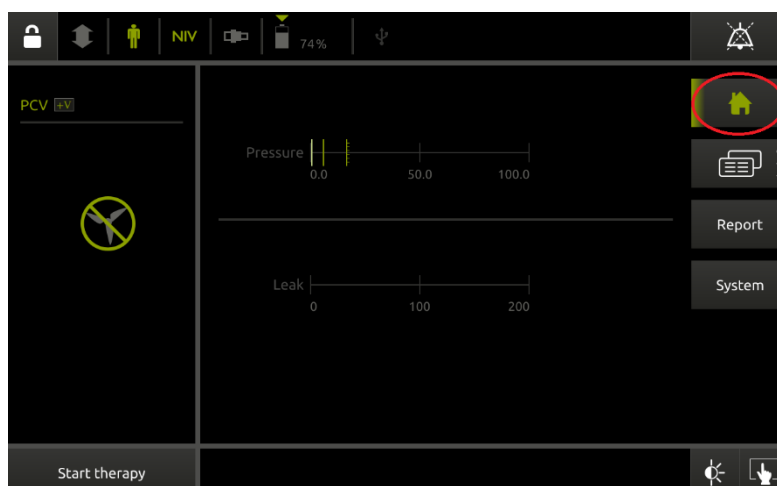 NIV
74%
PCV +V
Pressure
0.0 50.0 100.0
Report
Leak
0 100 200
System
Start therapy